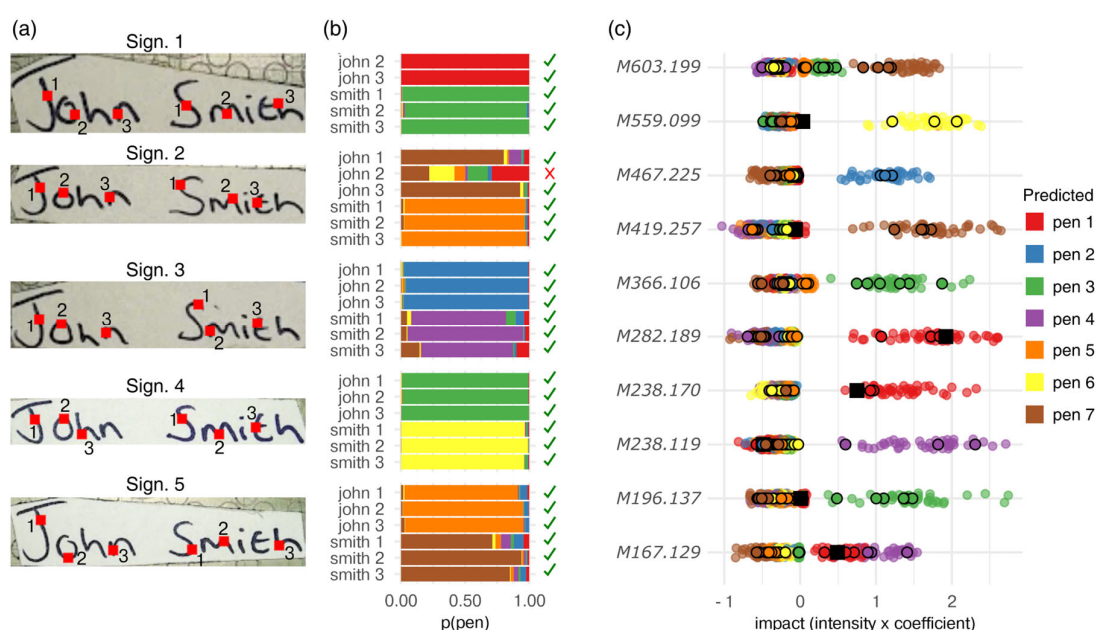 (a)
Sign. 1
John Smith
1 2 3 1 2 3
Sign. 2
John Smith
1 2 3 1 2 3
Sign. 3
John Smith
1 2 3 1 2 3
Sign. 4
John Smith
1 2 3 1 2 3
Sign. 5
John Smith
1 2 3 1 2 3
(b)
john 2
john 3
smith 1
smith 2
smith 3
john 1
john 2
john 3
smith 1
smith 2
smith 3
john 1
john 2
john 3
smith 1
smith 2
smith 3
john 1
john 2
john 3
smith 1
smith 2
smith 3
john 1
john 2
john 3
smith 1
smith 2
smith 3
0.00 0.50 1.00
p(pen)
(c)
M603.199
M559.099
M467.225
M419.257
M366.106
M282.189
M238.170
M238.119
M196.137
M167.129
-1 0 1 2
impact (intensity x coefficient)
Predicted
pen 1
pen 2
pen 3
pen 4
pen 5
pen 6
pen 7